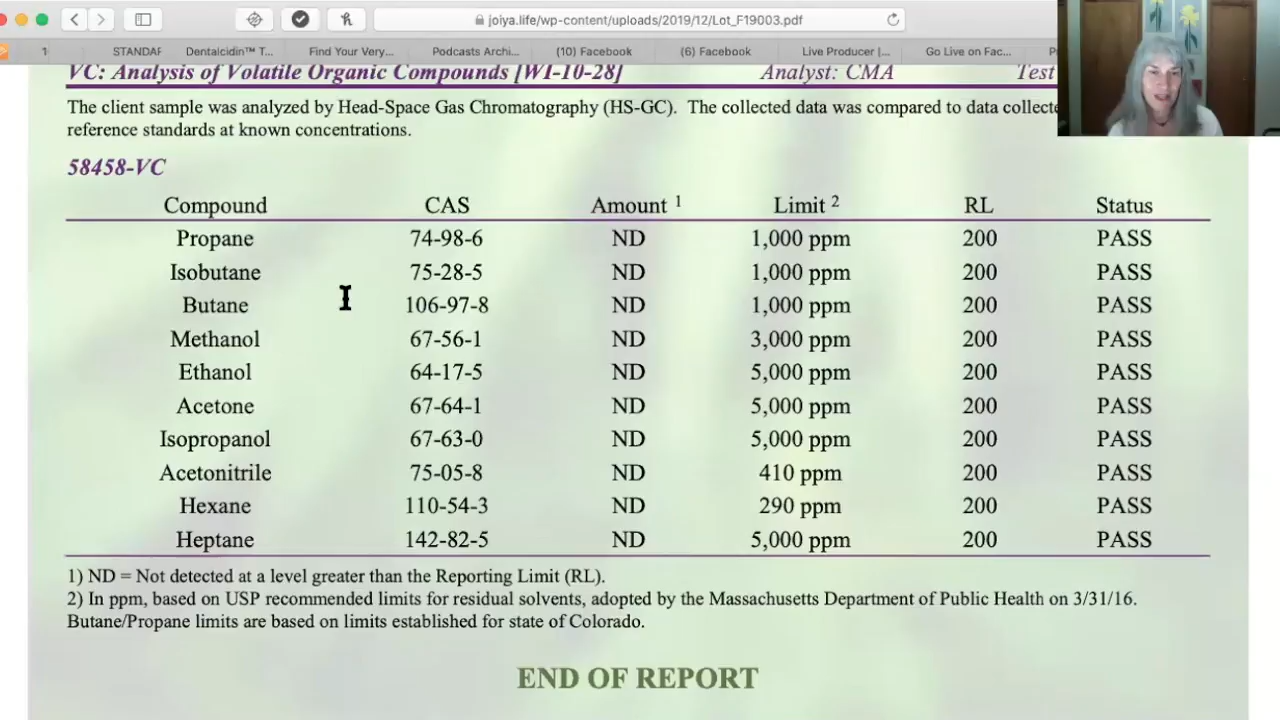 joiya.life/wp-content/uploads/2019/12/Lot_F19003.pdf
1 STANDAF Dentalcidin™ T... Find Your Very... Podcasts Archi... (10) Facebook (6) Facebook Live Producer |... Go Live on Fac...
VC: Analysis of Volatile Organic Compounds [WI-10-28] Analyst: CMA Test
The client sample was analyzed by Head-Space Gas Chromatography (HS-GC). The collected data was compared to data collecte
reference standards at known concentrations.
58458-VC
Compound CAS Amount 1 Limit 2 RL Status
Propane 74-98-6 ND 1,000 ppm 200 PASS
Isobutane 75-28-5 ND 1,000 ppm 200 PASS
Butane 106-97-8 ND 1,000 ppm 200 PASS
Methanol 67-56-1 ND 3,000 ppm 200 PASS
Ethanol 64-17-5 ND 5,000 ppm 200 PASS
Acetone 67-64-1 ND 5,000 ppm 200 PASS
Isopropanol 67-63-0 ND 5,000 ppm 200 PASS
Acetonitrile 75-05-8 ND 410 ppm 200 PASS
Hexane 110-54-3 ND 290 ppm 200 PASS
Heptane 142-82-5 ND 5,000 ppm 200 PASS
1) ND = Not detected at a level greater than the Reporting Limit (RL).
2) In ppm, based on USP recommended limits for residual solvents, adopted by the Massachusetts Department of Public Health on 3/31/16.
Butane/Propane limits are based on limits established for state of Colorado.
END OF REPORT